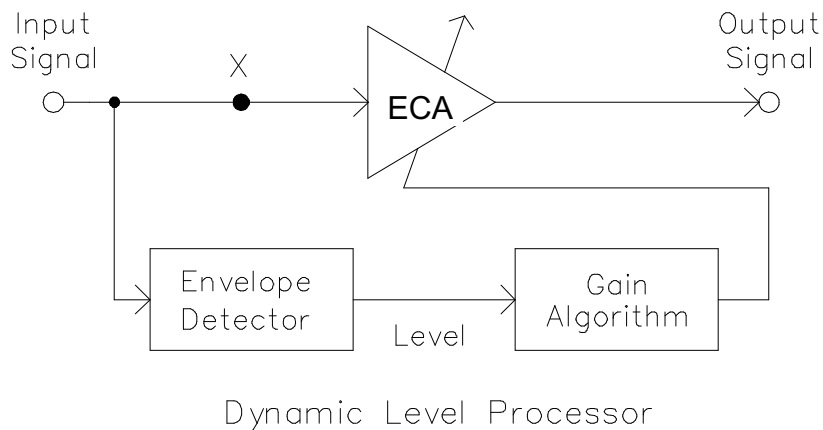 Input
Signal
X
ECA
Output
Signal
Envelope
Detector
Level
Gain
Algorithm
Dynamic Level Processor